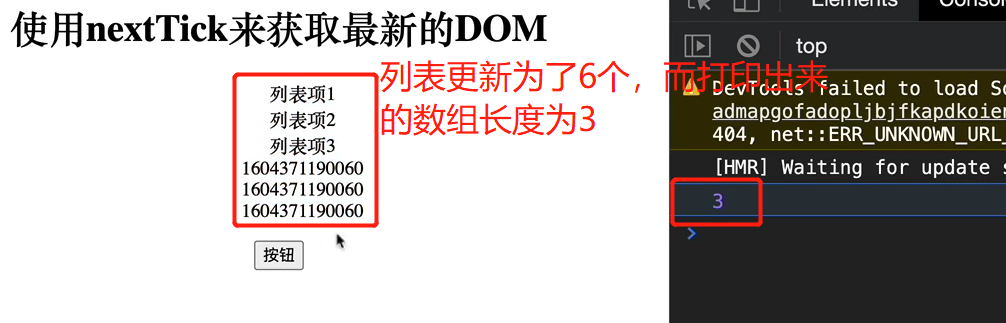 使用nextTick来获取最新的DOM
列表项1
列表项2
列表项3
1604371190060
1604371190060
1604371190060
按钮
列表更新为了6个，而打印出来
的数组长度为3
Elements
top
DevTools failed to load
admapgofadopljbjfkapdkoien
404, net::ERR_UNKNOWN_URL_
[HMR] Waiting for update s
3